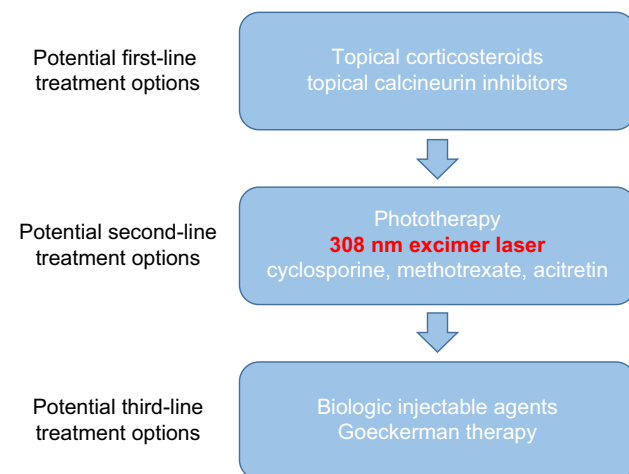 Potential first-line
treatment options
Topical corticosteroids
topical calcineurin inhibitors
Potential second-line
treatment options
Phototherapy
308 nm excimer laser
cyclosporine, methotrexate, acitretin
Potential third-line
treatment options
Biologic injectable agents
Goeckerman therapy